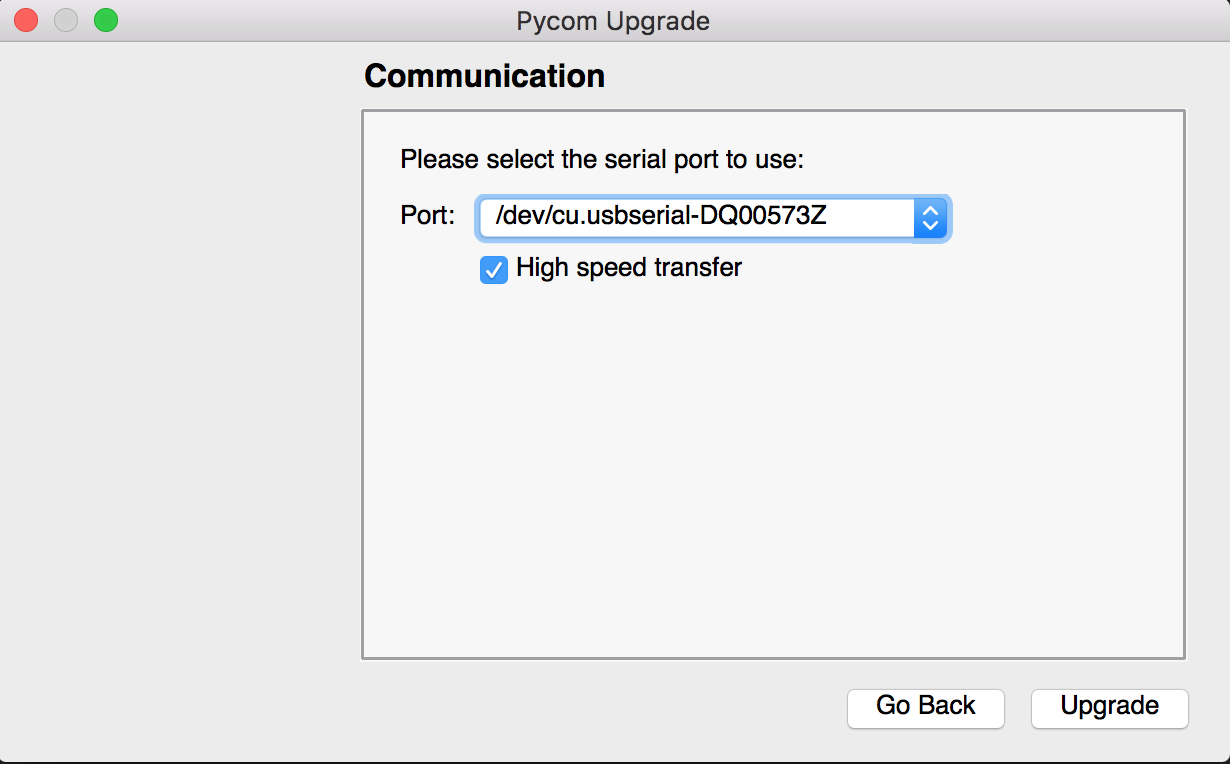 Pycom Upgrade
Communication
Please select the serial port to use:
Port: /dev/cu.usbserial-DQ00573Z
High speed transfer
Go Back Upgrade